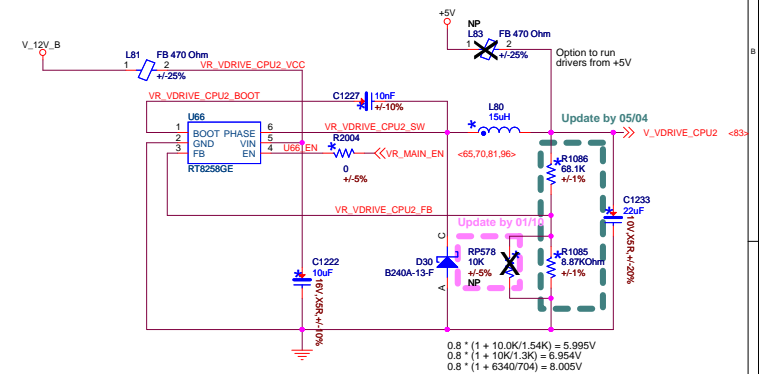 +5V
NP
L83 FB 470 Ohm
1 2
+/-25%
Option to run
drivers from +5V
B
V_12V_B
L81 FB 470 Ohm
1 2 VR_VDRIVE_CPU2_VCC
+/-25%
VR_VDRIVE_CPU2_BOOT
C1227 10nF
+/-10%
L80
15uH
Update by 05/04
U66
1 BOOT PHASE 6
2 GND VIN 5
3 FB EN 4
RT8258GE
VR_VDRIVE_CPU2_SW
V_VDRIVE_CPU2 <83>
U66_EN
R2004
0
+/-5%
VR_MAIN_EN <65,70,81,96>
R1086
68.1K
+/-1%
VR_VDRIVE_CPU2_FB
C1233
22uF
10V,X5R,+/-20%
Update by 01/10
C
D30
B240A-13-F
A
RP578
10K
+/-5%
NP
R1085
8.87KOhm
+/-1%
C1222
10uF
16V,X5R,+/-10%
0.8 * (1 + 10.0K/1.54K) = 5.995V
0.8 * (1 + 10K/1.3K) = 6.954V
0.8 * (1 + 6340/704) = 8.005V